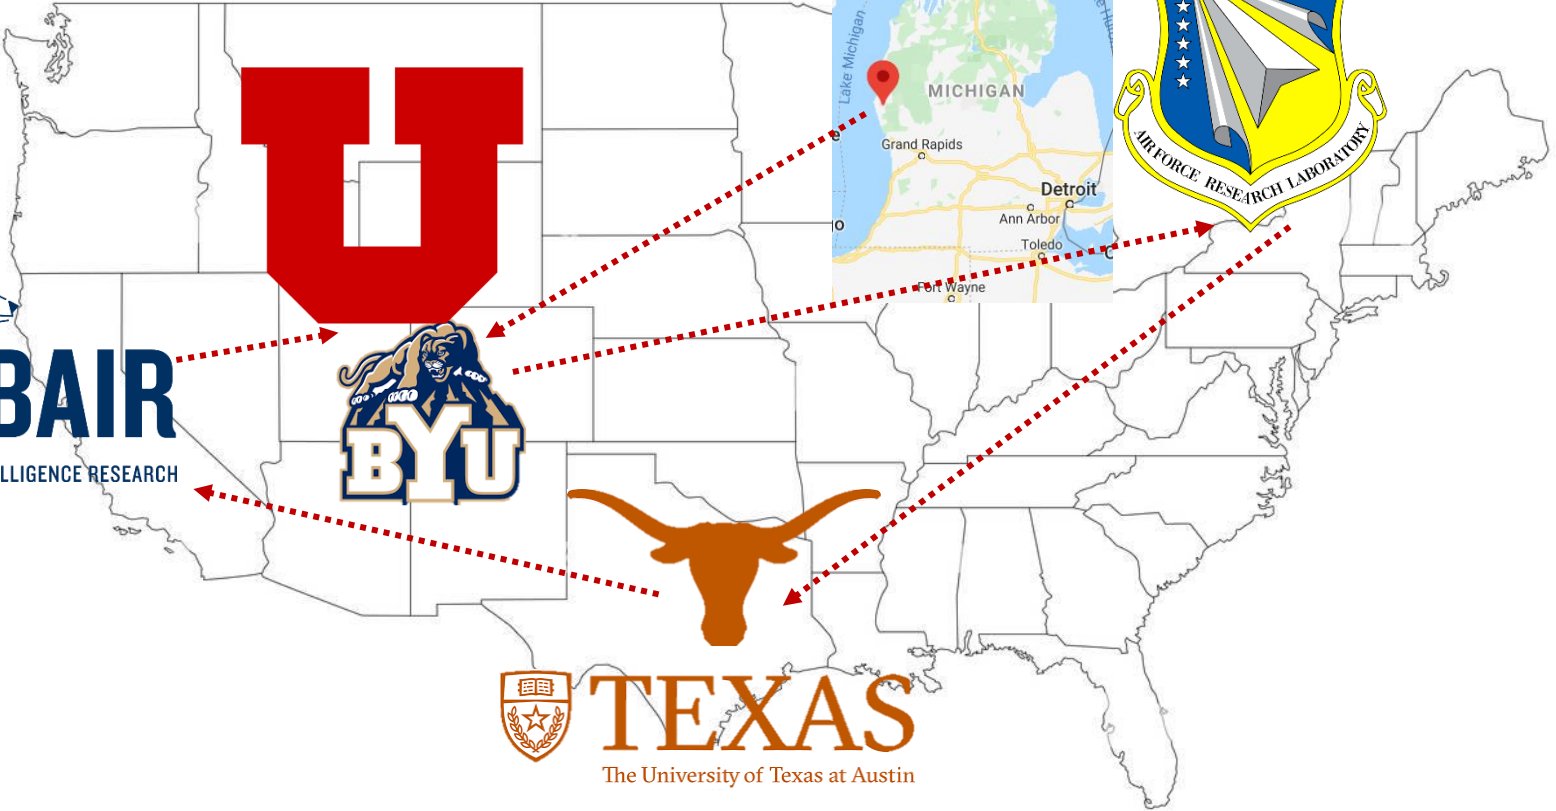 Lake Michigan
MICHIGAN
Grand Rapids
Detroit
Ann Arbor
Toledo
Fort Wayne
AIR FORCE RESEARCH LABORATORY
U
BAIR
LLIGENCE RESEARCH
BYU
TEXAS
The University of Texas at Austin